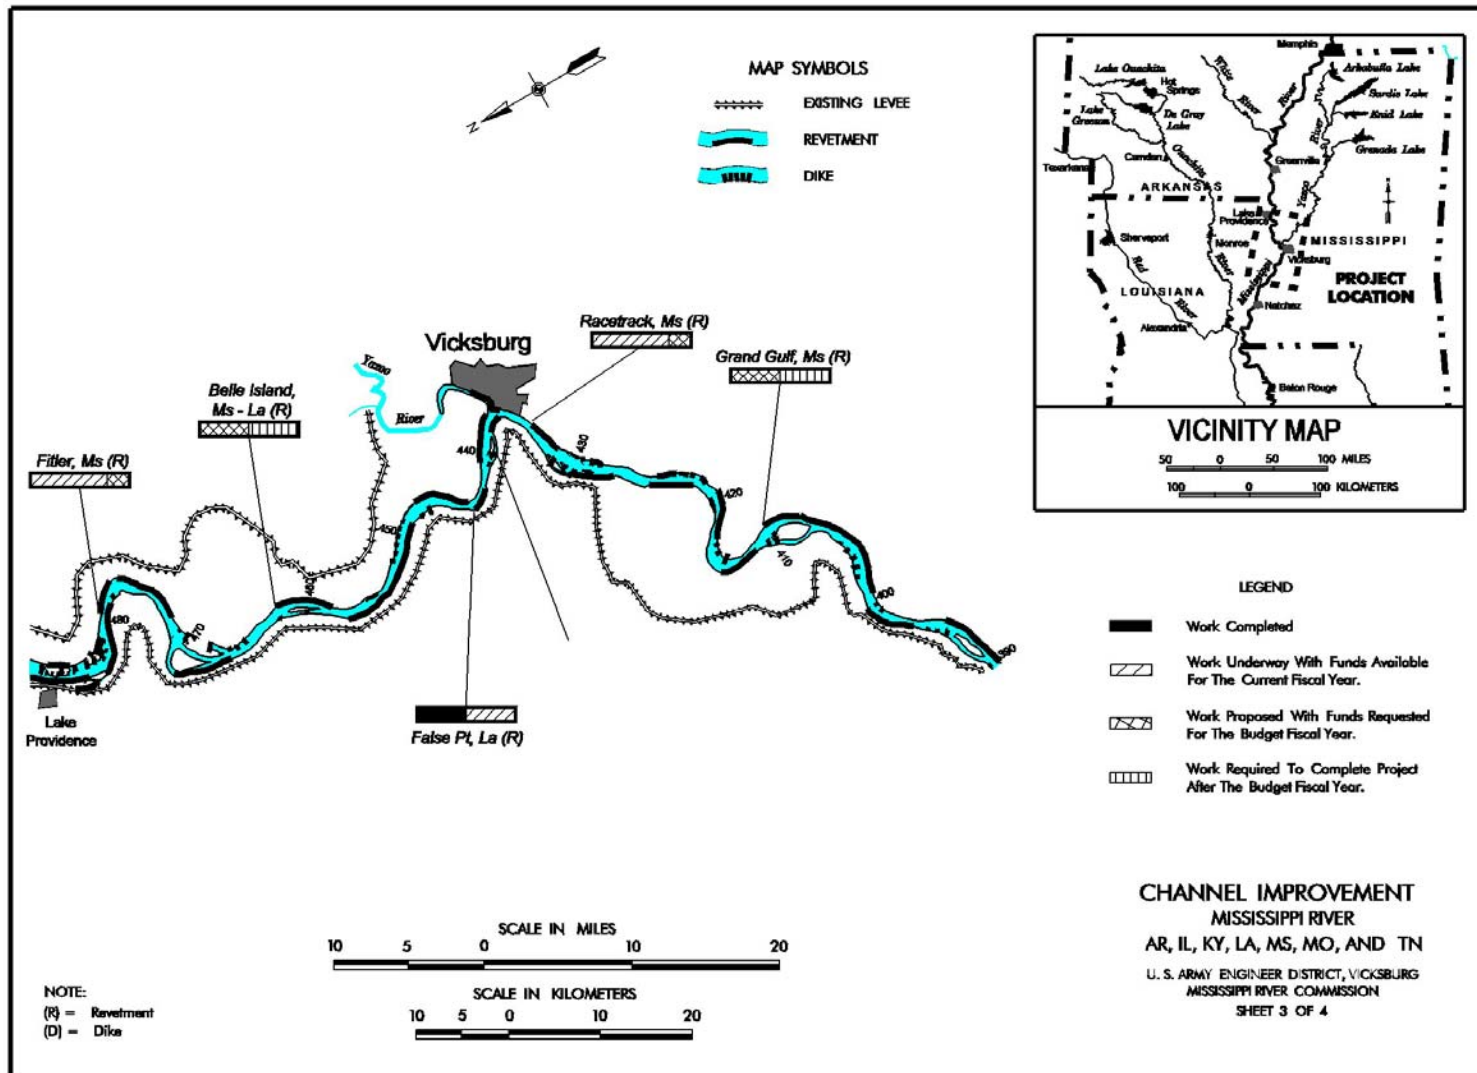 N
MAP SYMBOLS
EXISTING LEVEE
REVETMENT
DIKE
Vicksburg
Yazoo
River
Racetrack, Ms (R)
Grand Gulf, Ms (R)
Belle Island,
Ms - La (R)
Fitler, Ms (R)
False Pt, La (R)
Lake
Providence
480
470
460
450
440
430
420
410
400
390
Memphis
Arkabutla Lake
Sardis Lake
Enid Lake
Grenada Lake
Lake Ouachita
Hot
Springs
De Gray
Lake
Lake
Greeson
White
River
River
River
Camden
Ouachita
Greenville
Texarkana
ARKANSAS
Yazoo
Lake
Providence
MISSISSIPPI
Sherveport
Monroe
Vicksburg
Red
River
River
Mississippi
LOUISIANA
Natchez
Alexandria
Baton Rouge
PROJECT
LOCATION
VICINITY MAP
50 0 50 100 MILES
100 0 100 KILOMETERS
LEGEND
Work Completed
Work Underway With Funds Available
For The Current Fiscal Year.
Work Proposed With Funds Requested
For The Budget Fiscal Year.
Work Required To Complete Project
After The Budget Fiscal Year.
SCALE IN MILES
10 5 0 10 20
SCALE IN KILOMETERS
10 5 0 10 20
NOTE:
(R) = Revetment
(D) = Dike
CHANNEL IMPROVEMENT
MISSISSIPPI RIVER
AR, IL, KY, LA, MS, MO, AND TN
U. S. ARMY ENGINEER DISTRICT, VICKSBURG
MISSISSIPPI RIVER COMMISSION
SHEET 3 OF 4